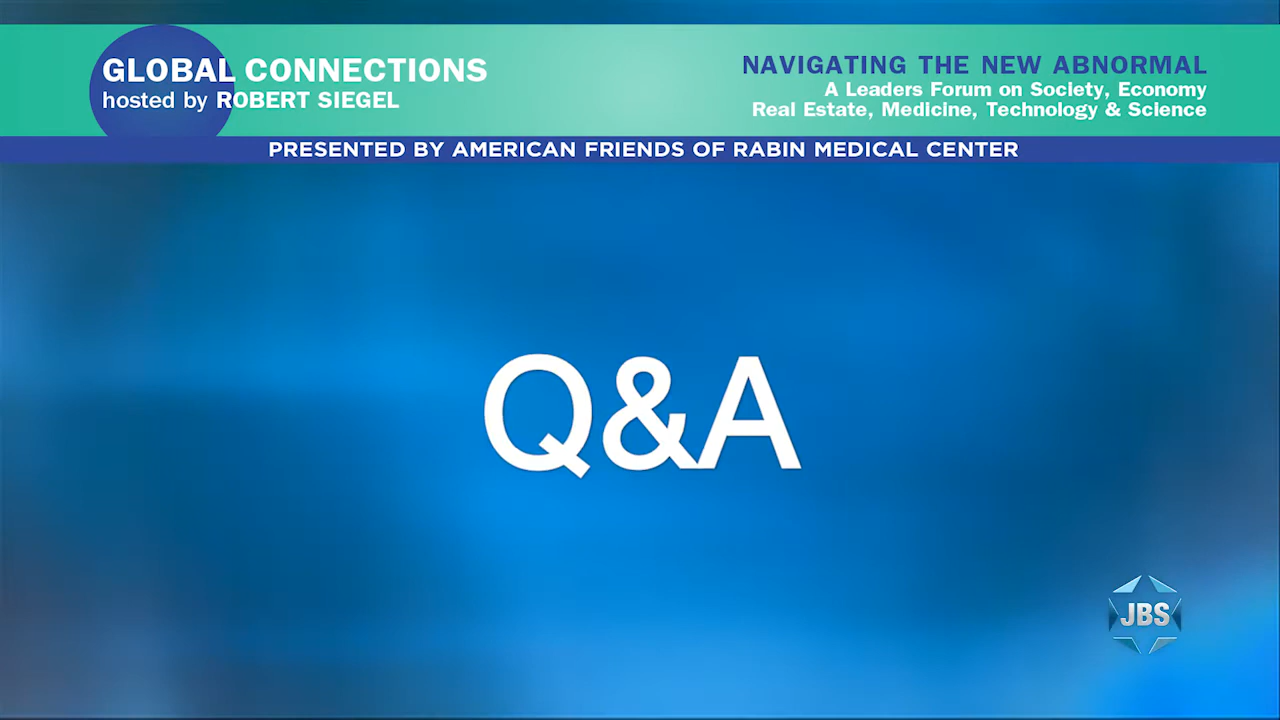 GLOBAL CONNECTIONS
hosted by ROBERT SIEGEL
NAVIGATING THE NEW ABNORMAL
A Leaders Forum on Society, Economy
Real Estate, Medicine, Technology & Science
PRESENTED BY AMERICAN FRIENDS OF RABIN MEDICAL CENTER
Q&A
JBS